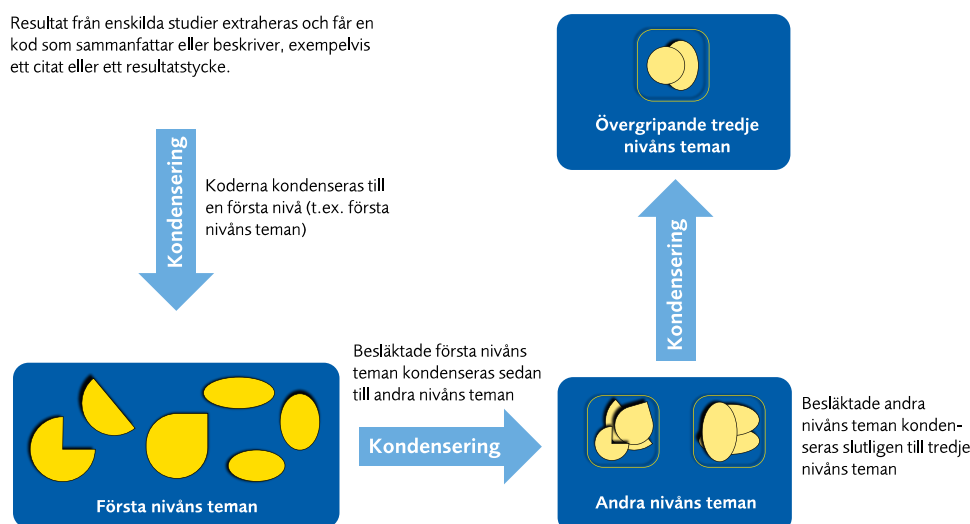 Resultat från enskilda studier extraheras och får en
kod som sammanfattar eller beskriver, exempelvis
ett citat eller ett resultatstycke.
Kondensering
Koderna kondenseras till
en första nivå (t.ex. första
nivåns teman)
Första nivåns teman
Besläktade första nivåns
teman kondenseras sedan
till andra nivåns teman
Kondensering
Andra nivåns teman
Besläktade andra
nivåns teman konden-
seras slutligen till tredje
nivåns teman
Kondensering
Övergripande tredje
nivåns teman